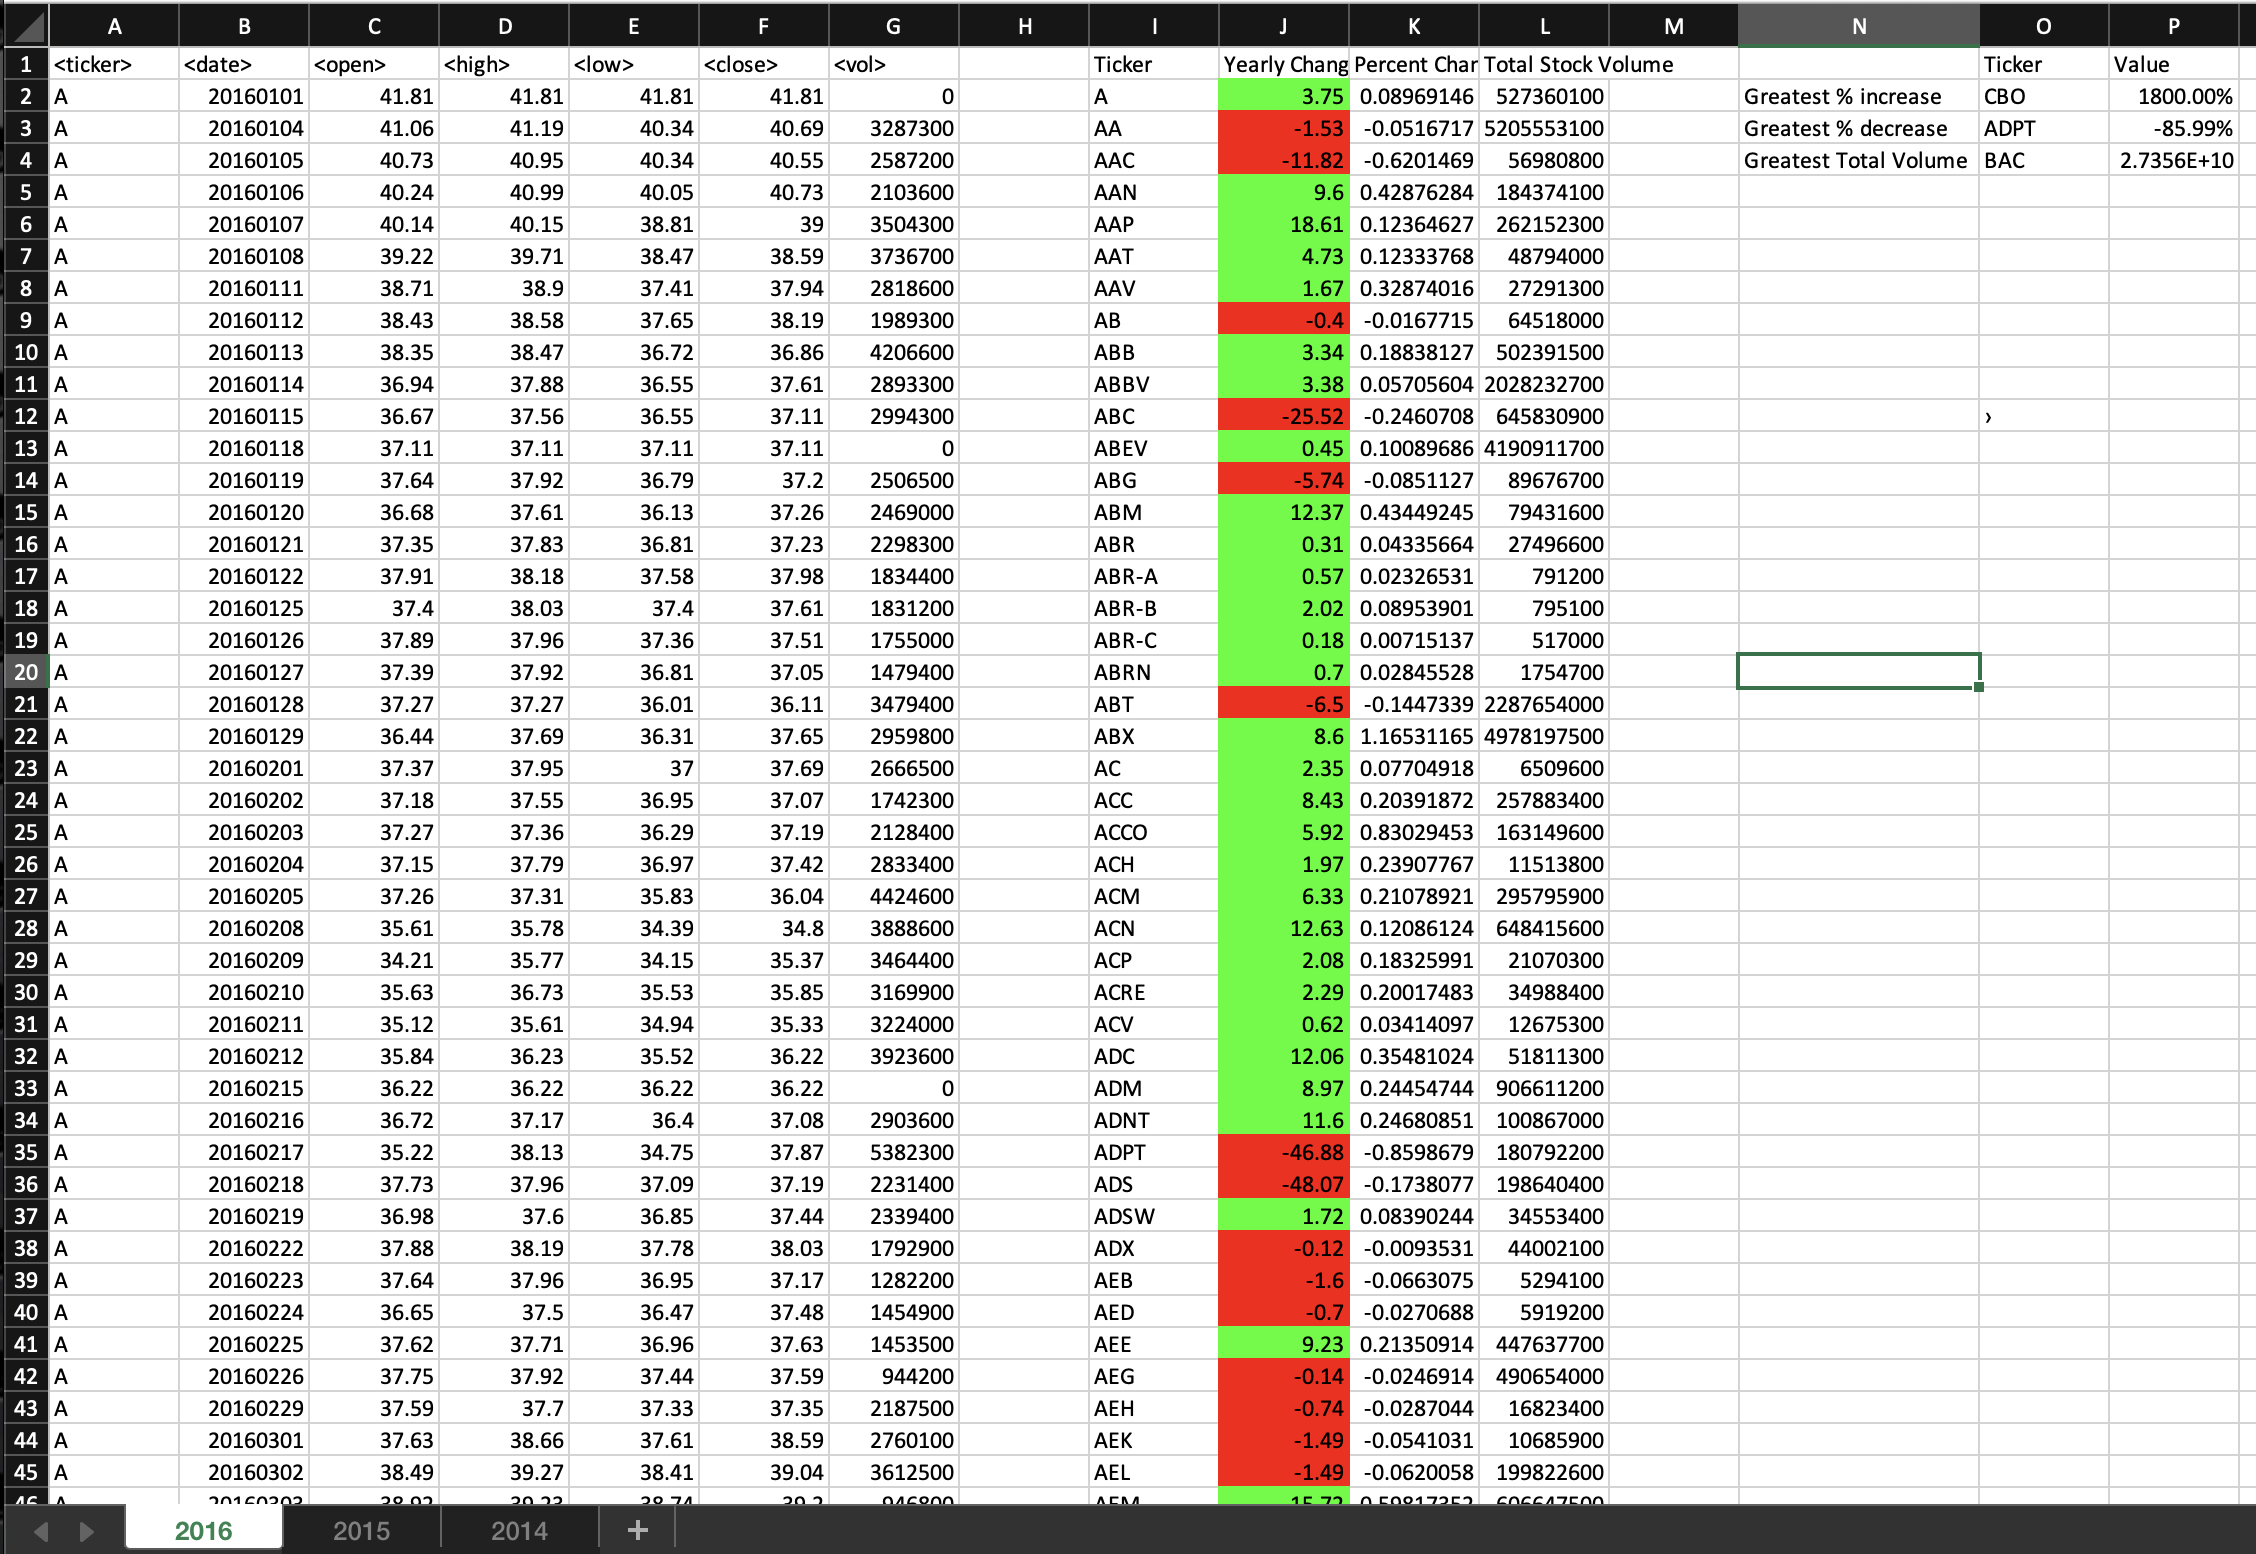 A B C D E F G H I J K L M N O P
1 <ticker> <date> <open> <high> <low> <close> <vol> Ticker Yearly Chang Percent Char Total Stock Volume Ticker Value
2 A 20160101 41.81 41.81 41.81 41.81 0 A 3.75 0.08969146 527360100 Greatest % increase CBO 1800.00%
3 A 20160104 41.06 41.19 40.34 40.69 3287300 AA -1.53 -0.0516717 5205553100 Greatest % decrease ADPT -85.99%
4 A 20160105 40.73 40.95 40.34 40.55 2587200 AAC -11.82 -0.6201469 56980800 Greatest Total Volume BAC 2.7356E+10
5 A 20160106 40.24 40.99 40.05 40.73 2103600 AAN 9.6 0.42876284 184374100
6 A 20160107 40.14 40.15 38.81 39 3504300 AAP 18.61 0.12364627 262152300
7 A 20160108 39.22 39.71 38.47 38.59 3736700 AAT 4.73 0.12333768 48794000
8 A 20160111 38.71 38.9 37.41 37.94 2818600 AAV 1.67 0.32874016 27291300
9 A 20160112 38.43 38.58 37.65 38.19 1989300 AB -0.4 -0.0167715 64518000
10 A 20160113 38.35 38.47 36.72 36.86 4206600 ABB 3.34 0.18838127 502391500
11 A 20160114 36.94 37.88 36.55 37.61 2893300 ABBV 3.38 0.05705604 2028232700
12 A 20160115 36.67 37.56 36.55 37.11 2994300 ABC -25.52 -0.2460708 645830900 ›
13 A 20160118 37.11 37.11 37.11 37.11 0 ABEV 0.45 0.10089686 4190911700
14 A 20160119 37.64 37.92 36.79 37.2 2506500 ABG -5.74 -0.0851127 89676700
15 A 20160120 36.68 37.61 36.13 37.26 2469000 ABM 12.37 0.43449245 79431600
16 A 20160121 37.35 37.83 36.81 37.23 2298300 ABR 0.31 0.04335664 27496600
17 A 20160122 37.91 38.18 37.58 37.98 1834400 ABR-A 0.57 0.02326531 791200
18 A 20160125 37.4 38.03 37.4 37.61 1831200 ABR-B 2.02 0.08953901 795100
19 A 20160126 37.89 37.96 37.36 37.51 1755000 ABR-C 0.18 0.00715137 517000
20 A 20160127 37.39 37.92 36.81 37.05 1479400 ABRN 0.7 0.02845528 1754700
21 A 20160128 37.27 37.27 36.01 36.11 3479400 ABT -6.5 -0.1447339 2287654000
22 A 20160129 36.44 37.69 36.31 37.65 2959800 ABX 8.6 1.16531165 4978197500
23 A 20160201 37.37 37.95 37 37.69 2666500 AC 2.35 0.07704918 6509600
24 A 20160202 37.18 37.55 36.95 37.07 1742300 ACC 8.43 0.20391872 257883400
25 A 20160203 37.27 37.36 36.29 37.19 2128400 ACCO 5.92 0.83029453 163149600
26 A 20160204 37.15 37.79 36.97 37.42 2833400 ACH 1.97 0.23907767 11513800
27 A 20160205 37.26 37.31 35.83 36.04 4424600 ACM 6.33 0.21078921 295795900
28 A 20160208 35.61 35.78 34.39 34.8 3888600 ACN 12.63 0.12086124 648415600
29 A 20160209 34.21 35.77 34.15 35.37 3464400 ACP 2.08 0.18325991 21070300
30 A 20160210 35.63 36.73 35.53 35.85 3169900 ACRE 2.29 0.20017483 34988400
31 A 20160211 35.12 35.61 34.94 35.33 3224000 ACV 0.62 0.03414097 12675300
32 A 20160212 35.84 36.23 35.52 36.22 3923600 ADC 12.06 0.35481024 51811300
33 A 20160215 36.22 36.22 36.22 36.22 0 ADM 8.97 0.24454744 906611200
34 A 20160216 36.72 37.17 36.4 37.08 2903600 ADNT 11.6 0.24680851 100867000
35 A 20160217 35.22 38.13 34.75 37.87 5382300 ADPT -46.88 -0.8598679 180792200
36 A 20160218 37.73 37.96 37.09 37.19 2231400 ADS -48.07 -0.1738077 198640400
37 A 20160219 36.98 37.6 36.85 37.44 2339400 ADSW 1.72 0.08390244 34553400
38 A 20160222 37.88 38.19 37.78 38.03 1792900 ADX -0.12 -0.0093531 44002100
39 A 20160223 37.64 37.96 36.95 37.17 1282200 AEB -1.6 -0.0663075 5294100
40 A 20160224 36.65 37.5 36.47 37.48 1454900 AED -0.7 -0.0270688 5919200
41 A 20160225 37.62 37.71 36.96 37.63 1453500 AEE 9.23 0.21350914 447637700
42 A 20160226 37.75 37.92 37.44 37.59 944200 AEG -0.14 -0.0246914 490654000
43 A 20160229 37.59 37.7 37.33 37.35 2187500 AEH -0.74 -0.0287044 16823400
44 A 20160301 37.63 38.66 37.61 38.59 2760100 AEK -1.49 -0.0541031 10685900
45 A 20160302 38.49 39.27 38.41 39.04 3612500 AEL -1.49 -0.0620058 199822600
2016 2015 2014 +